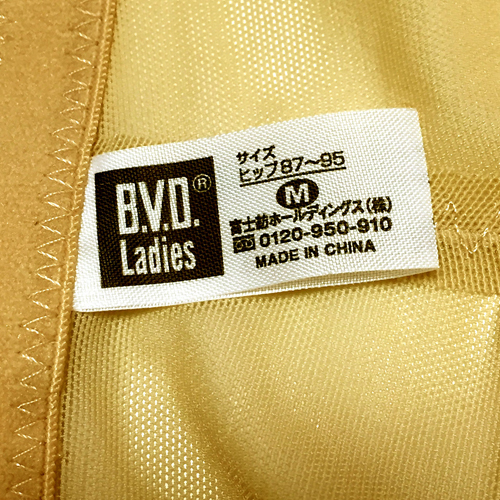 B.V.D.®
Ladies
サイズ
ヒップ87〜95
M
富士紡ホールディングス(株)
0120-950-910
MADE IN CHINA